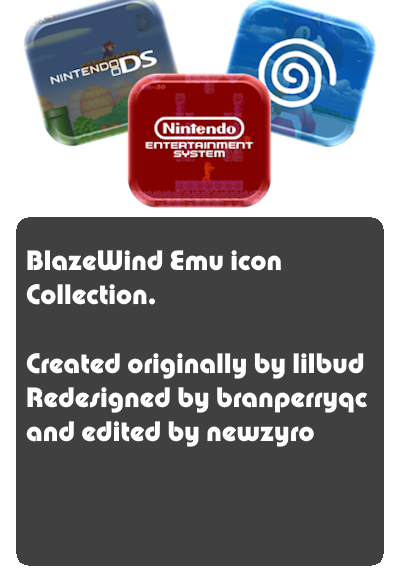 NINTENDO DS
Nintendo
ENTERTAINMENT
SYSTEM
BlazeWind Emu icon
Collection.
Created originally by lilbud
Redesigned by branperryqc
and edited by newzyro